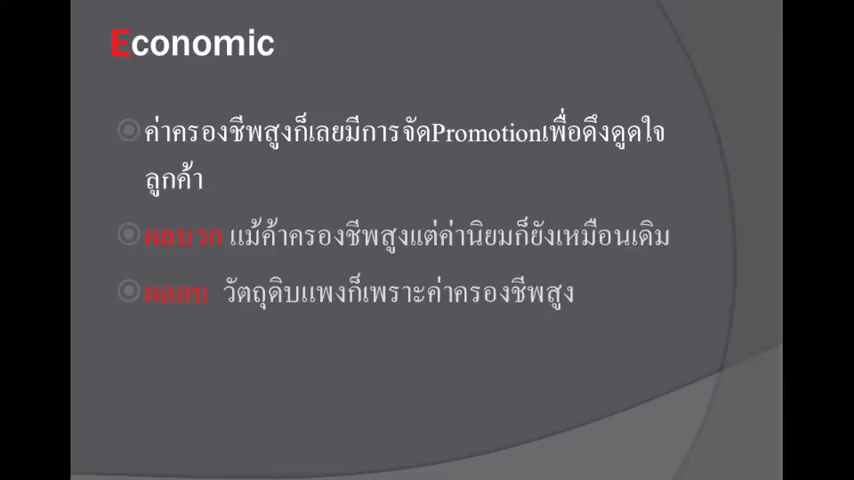 Economic
ค่าครองชีพสูงก็เลยมีการจัดPromotionเพื่อดึงดูดใจ
ลูกค้า
ผลบวก แม้ค้าครองชีพสูงแต่ค่านิยมก็ยังเหมือนเดิม
ผลลบ วัตถุดิบแพงก็เพราะค่าครองชีพสูง